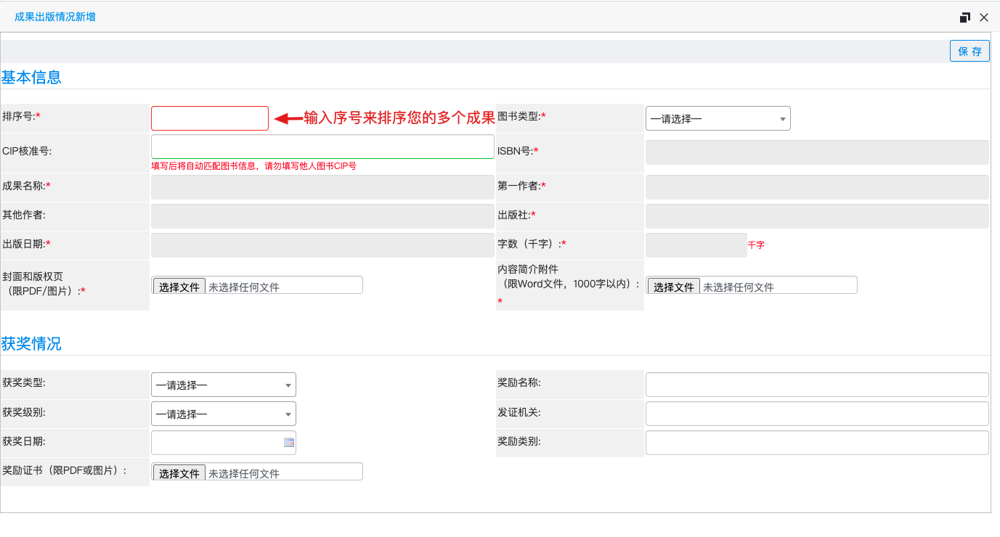 成果出版情况新增
保 存
基本信息
排序号:*
输入序号来排序您的多个成果
图书类型:*
—请选择—
CIP核准号:
填写后将自动匹配图书信息，请勿填写他人图书CIP号
ISBN号:*
成果名称:*
第一作者:*
其他作者:
出版社:*
出版日期:*
字数（千字）:*
千字
封面和版权页
（限PDF/图片）:*
选择文件 未选择任何文件
内容简介附件
（限Word文件，1000字以内）:
*
选择文件 未选择任何文件
获奖情况
获奖类型:
—请选择—
奖励名称:
获奖级别:
—请选择—
发证机关:
获奖日期:
奖励类别:
奖励证书（限PDF或图片）:
选择文件 未选择任何文件